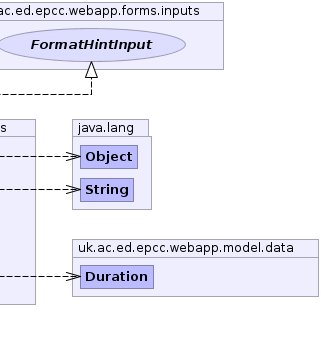 ac.ed.epcc.webapp.forms.inputs
FormatHintInput
s
java.lang
Object
String
uk.ac.ed.epcc.webapp.model.data
Duration